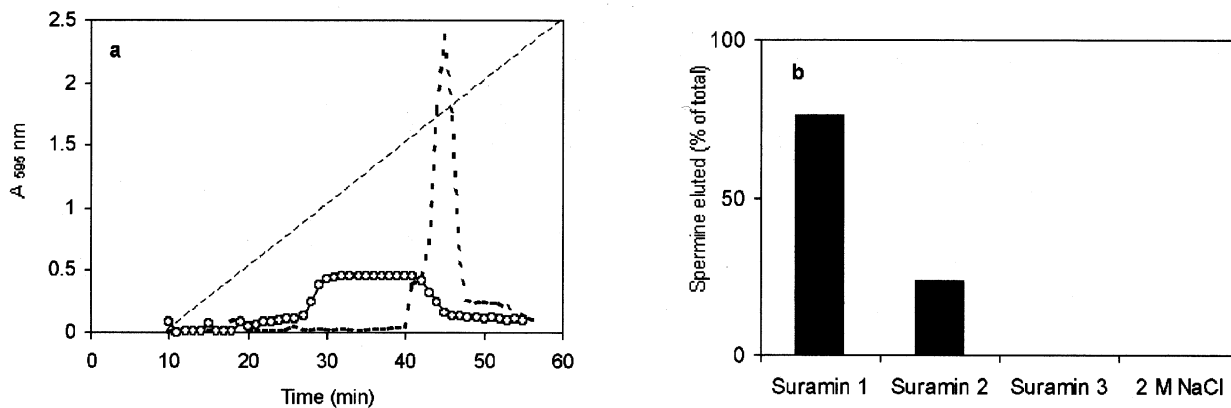 a
2.5
2
1.5
1
0.5
0
A 595 nm
0 10 20 30 40 50 60
Time (min)
b
100
50
0
Spermine eluted (% of total)
Suramin 1 Suramin 2 Suramin 3 2 M NaCl